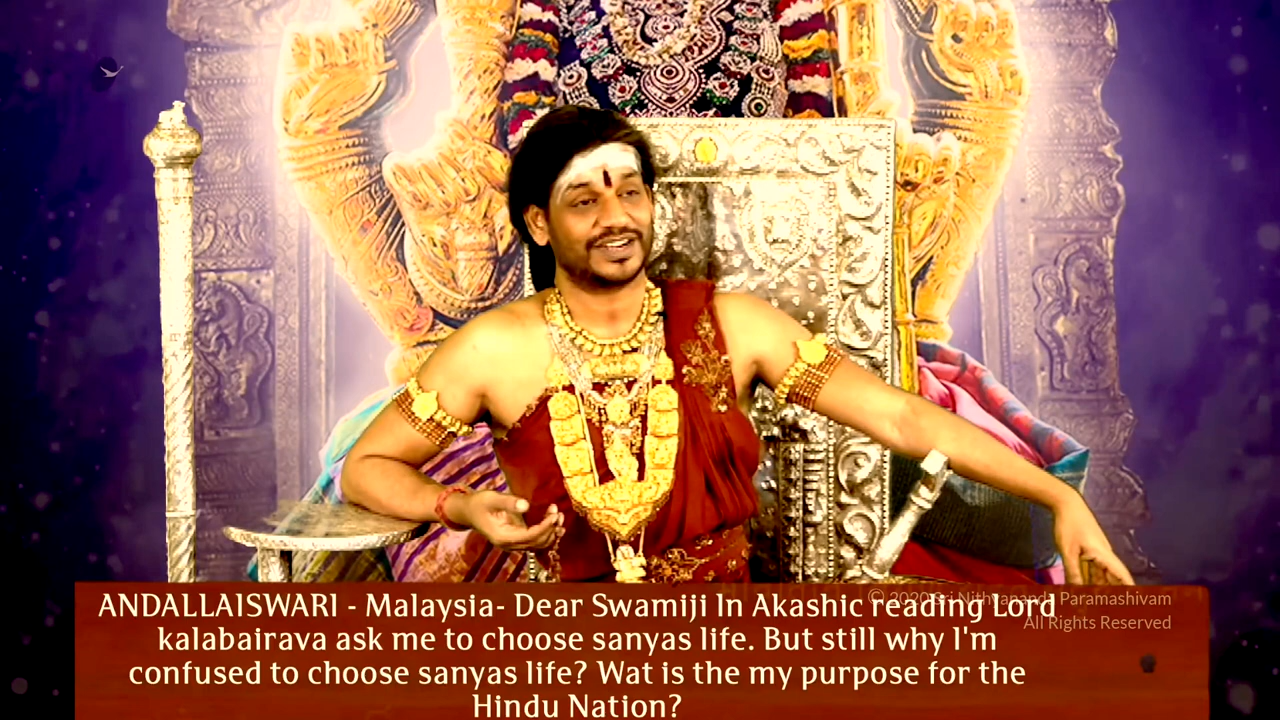 ANDALLAISWARI - Malaysia- Dear Swamiji In Akashic reading Lord
kalabairava ask me to choose sanyas life. But still why I'm
confused to choose sanyas life? Wat is the my purpose for the
Hindu Nation?
© 2020 Sri Nithyananda Paramashivam
All Rights Reserved